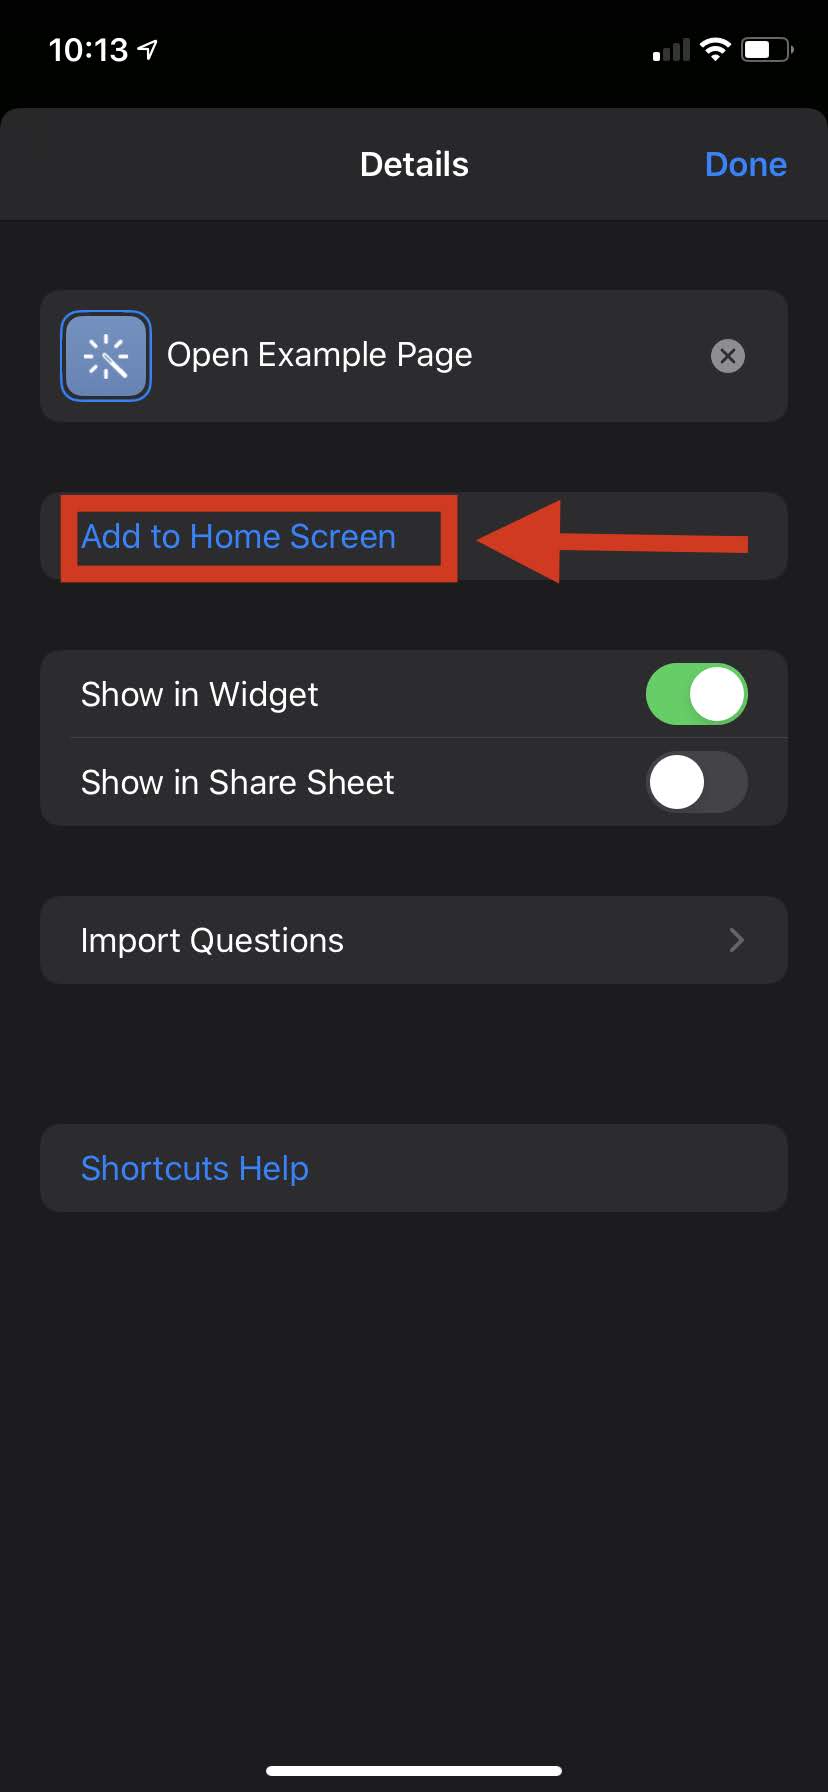 10:13
Details
Done
Open Example Page
Add to Home Screen
Show in Widget
Show in Share Sheet
Import Questions
Shortcuts Help